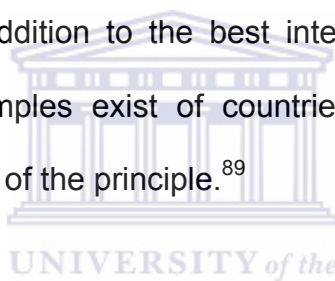 ddition to the best inte
mples exist of countrie
of the principle.⁸⁹
UNIVERSITY of the